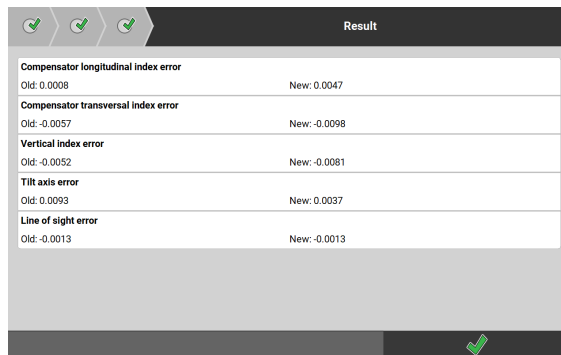 Result
Compensator longitudinal index error
Old: 0.0008 New: 0.0047
Compensator transversal index error
Old: -0.0057 New: -0.0098
Vertical index error
Old: -0.0052 New: -0.0081
Tilt axis error
Old: 0.0093 New: 0.0037
Line of sight error
Old: -0.0013 New: -0.0013